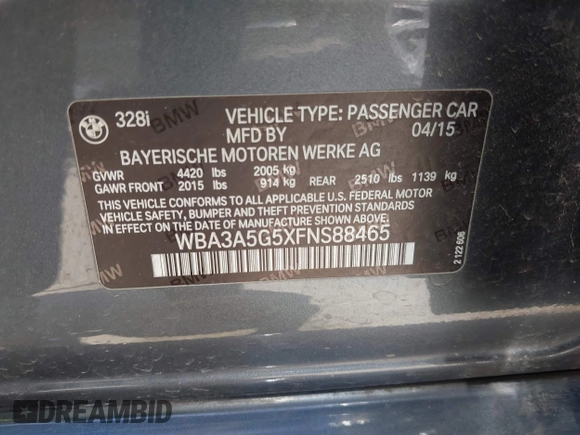 328i VEHICLE TYPE: PASSENGER CAR
MFD BY 04/15
BAYERISCHE MOTOREN WERKE AG
GVWR 4420 lbs 2005 kg
GAWR FRONT 2015 lbs 914 kg REAR 2510 lbs 1139 kg
THIS VEHICLE CONFORMS TO ALL APPLICABLE U.S. FEDERAL MOTOR
VEHICLE SAFETY, BUMPER AND THEFT PREVENTION STANDARDS IN
EFFECT ON THE DATE OF MANUFACTURE SHOWN ABOVE.
WBA3A5G5XFNS88465
2 122 606
DREAMBID